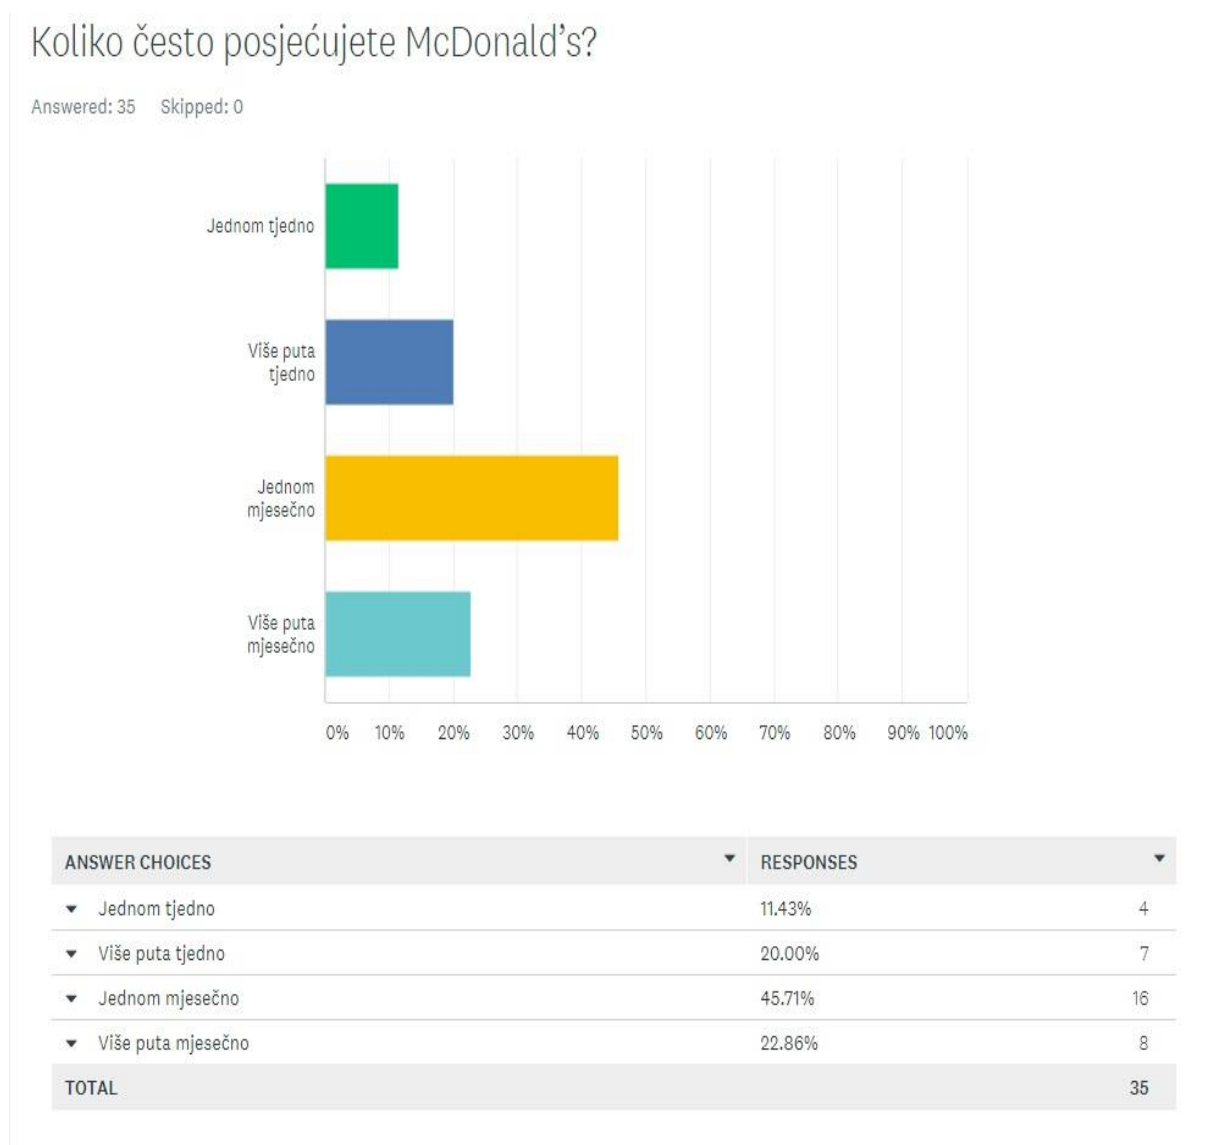 Koliko često posjećujete McDonald’s?
Answered: 35 Skipped: 0
Jednom tjedno
Više puta
tjedno
Jednom
mjesečno
Više puta
mjesečno
0% 10% 20% 30% 40% 50% 60% 70% 80% 90% 100%
ANSWER CHOICES RESPONSES
Jednom tjedno 11.43% 4
Više puta tjedno 20.00% 7
Jednom mjesečno 45.71% 16
Više puta mjesečno 22.86% 8
TOTAL 35